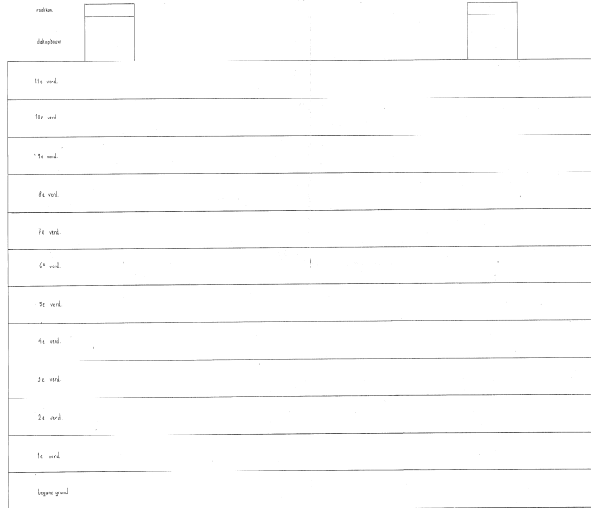 dakopbouw
11e verd.
10e verd
9e verd.
8e verd.
7e verd.
6e verd.
5e verd.
4e verd.
3e verd.
2e verd.
1e verd
begane grond